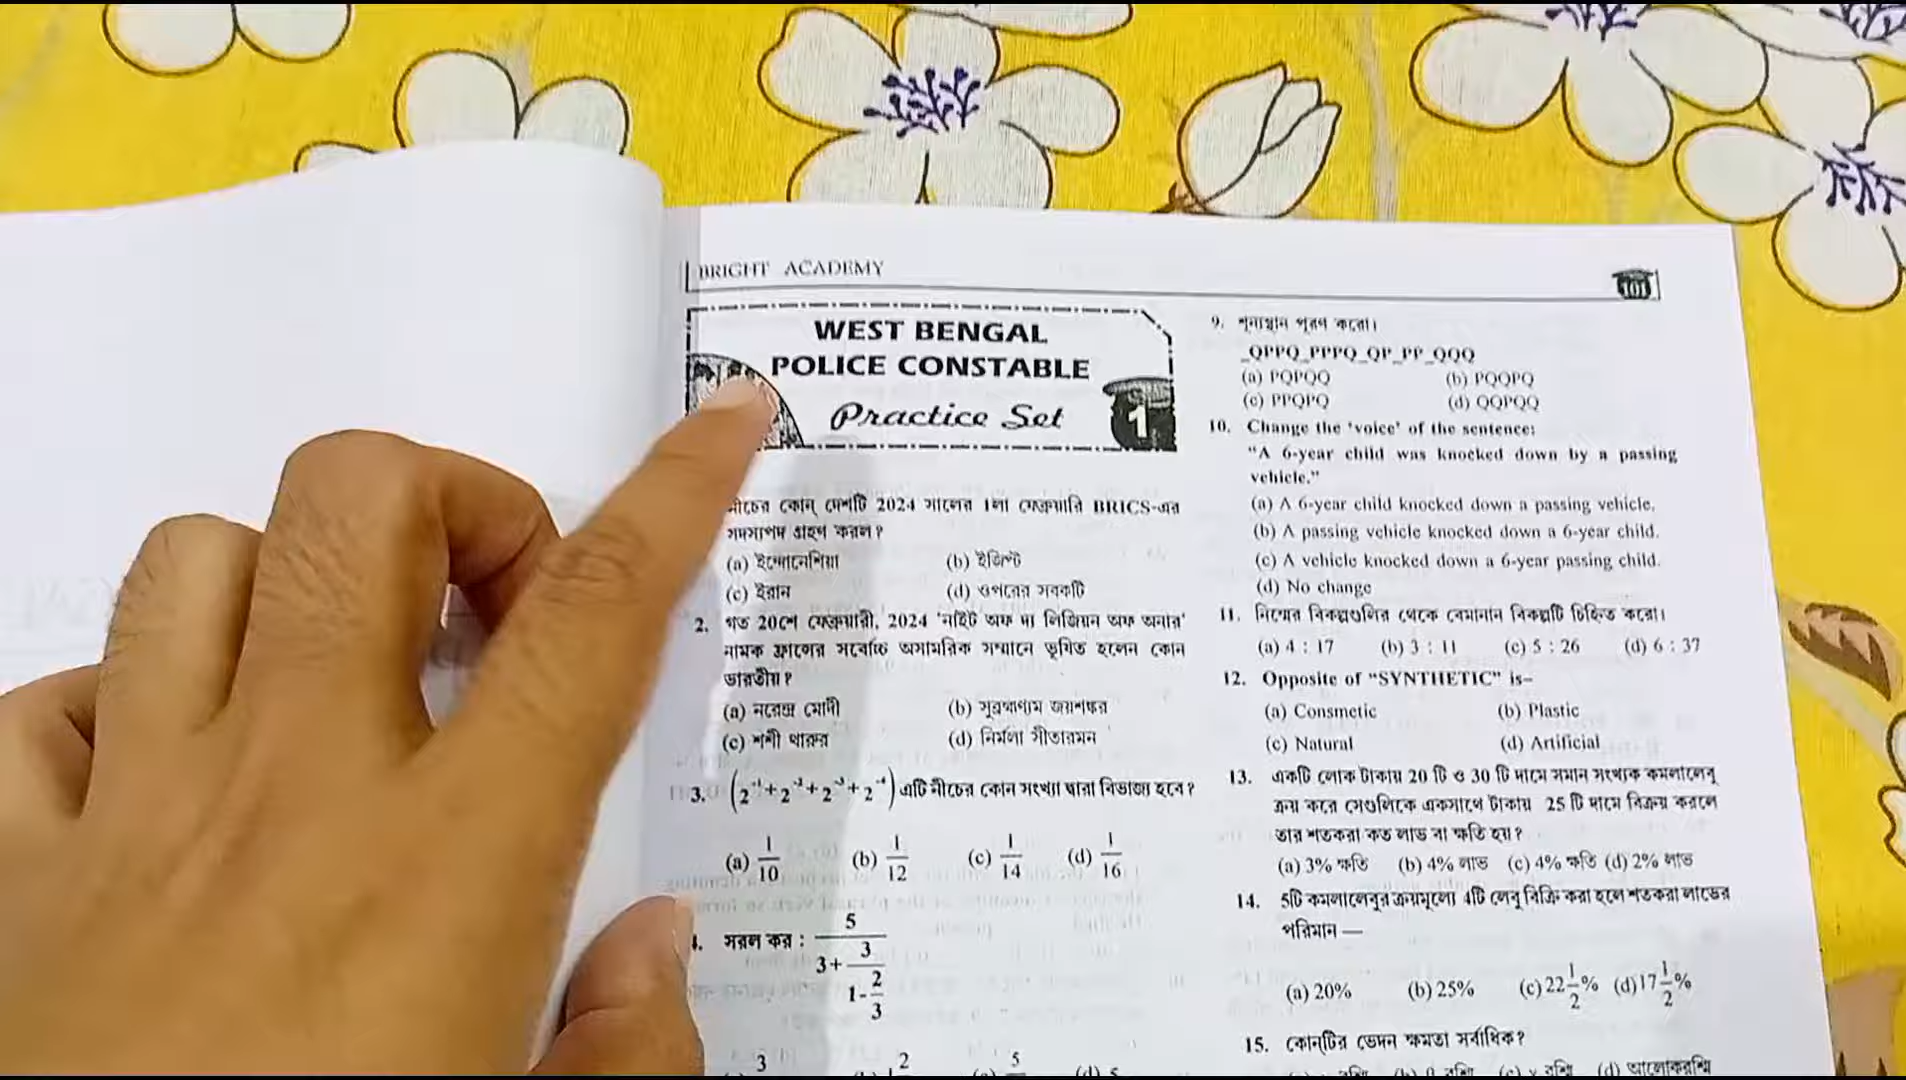 BRIGHT ACADEMY
101
WEST BENGAL
POLICE CONSTABLE
Practice Set 1
নীচের কোন্ দেশটি 2024 সালের 1লা ফেব্রুয়ারি BRICS-এর
সদস্যপদ গ্রহণ করল?
(a) ইন্দোনেশিয়া (b) ইজিপ্ট
(c) ইরান (d) ওপরের সবকটি
2. গত 20শে ফেব্রুয়ারী, 2024 'নাইট অফ দ্য লিজিয়ন অফ অনার'
নামক ফ্রান্সের সর্বোচ্চ অসামরিক সম্মানে ভূষিত হলেন কোন
ভারতীয়?
(a) নরেন্দ্র মোদী (b) সুব্রহ্মণ্যম জয়শঙ্কর
(c) শশী থারুর (d) নির্মলা সীতারমন
3. (2⁻¹+2⁻²+2⁻³+2⁻⁴) এটি নীচের কোন সংখ্যা দ্বারা বিভাজ্য হবে?
(a) 1/10 (b) 1/12 (c) 1/14 (d) 1/16
4. সরল কর : 5/(3+3/(1-2/3))
3 2 5 (d) 5
9. শূন্যস্থান পূরণ করো।
_QPPQ_PPPQ_QP_PP_QQQ
(a) PQPQQ (b) PQQPQ
(c) PPQPQ (d) QQPQQ
10. Change the 'voice' of the sentence:
"A 6-year child was knocked down by a passing
vehicle."
(a) A 6-year child knocked down a passing vehicle.
(b) A passing vehicle knocked down a 6-year child.
(c) A vehicle knocked down a 6-year passing child.
(d) No change
11. নিম্নের বিকল্পগুলির থেকে বেমানান বিকল্পটি চিহ্নিত করো।
(a) 4 : 17 (b) 3 : 11 (c) 5 : 26 (d) 6 : 37
12. Opposite of "SYNTHETIC" is–
(a) Consmetic (b) Plastic
(c) Natural (d) Artificial
13. একটি লোক টাকায় 20 টি ও 30 টি দামে সমান সংখ্যক কমলালেবু
ক্রয় করে সেগুলিকে একসাথে টাকায় 25 টি দামে বিক্রয় করলে
তার শতকরা কত লাভ বা ক্ষতি হয়?
(a) 3% ক্ষতি (b) 4% লাভ (c) 4% ক্ষতি (d) 2% লাভ
14. 5টি কমলালেবুর ক্রয়মূল্যে 4টি লেবু বিক্রি করা হলে শতকরা লাভের
পরিমান —
(a) 20% (b) 25% (c) 22 1/2% (d) 17 1/2%
15. কোন্‌টির ভেদন ক্ষমতা সর্বাধিক?
রশ্মি (b) β রশ্মি (c) γ রশ্মি (d) আলোকরশ্মি